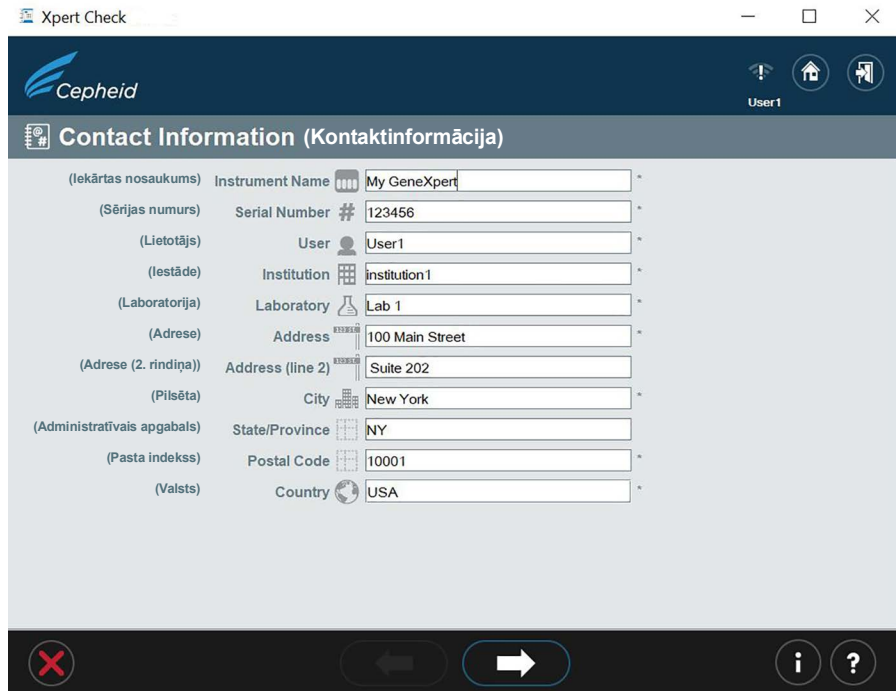 Xpert Check
Cepheid
User1
Contact Information (Kontaktinformācija)
(Iekārtas nosaukums) Instrument Name My GeneXpert *
(Sērijas numurs) Serial Number # 123456 *
(Lietotājs) User User1 *
(Iestāde) Institution institution1 *
(Laboratorija) Laboratory Lab 1 *
(Adrese) Address 100 Main Street *
(Adrese (2. rindiņa)) Address (line 2) Suite 202
(Pilsēta) City New York *
(Administratīvais apgabals) State/Province NY
(Pasta indekss) Postal Code 10001 *
(Valsts) Country USA *
i ?